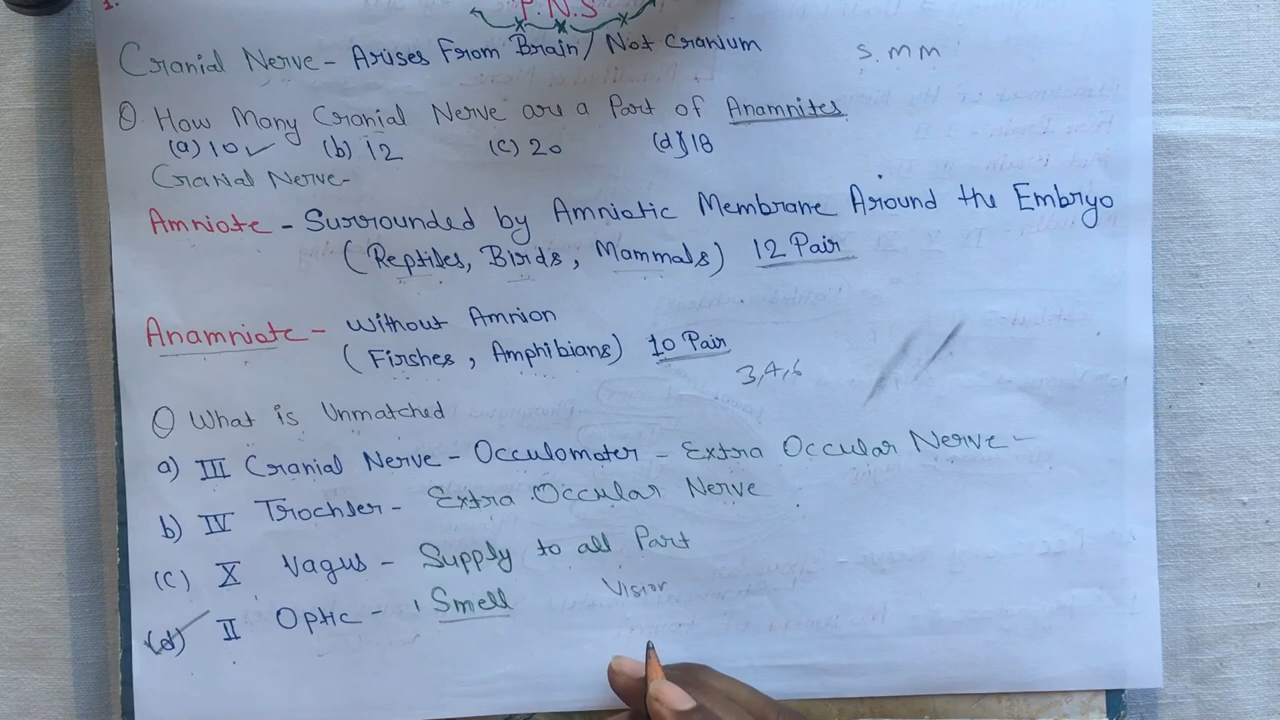 1.
P.N.S
Cranial Nerve - Arises From Brain/ Not Cranium
S. M M
Q How Many Cranial Nerve are a Part of Anamnites
(a) 10 ✓ (b) 12 (c) 20 (d) 18
Cranial Nerve-
Amniote - Surrounded by Amniotic Membrane Around the Embryo
(Reptiles, Birds, Mammals) 12 Pair
Anamniote - Without Amnion
(Firshes, Amphibians) 10 Pair
3,4,6
Q What is Unmatched
a) III Cranial Nerve - Occulomoter - Extra Occular Nerve -
b) IV Trochler - Extra Occular Nerve
(c) X Vagus - Supply to all Part
(d) II Optic - Smell
Vision